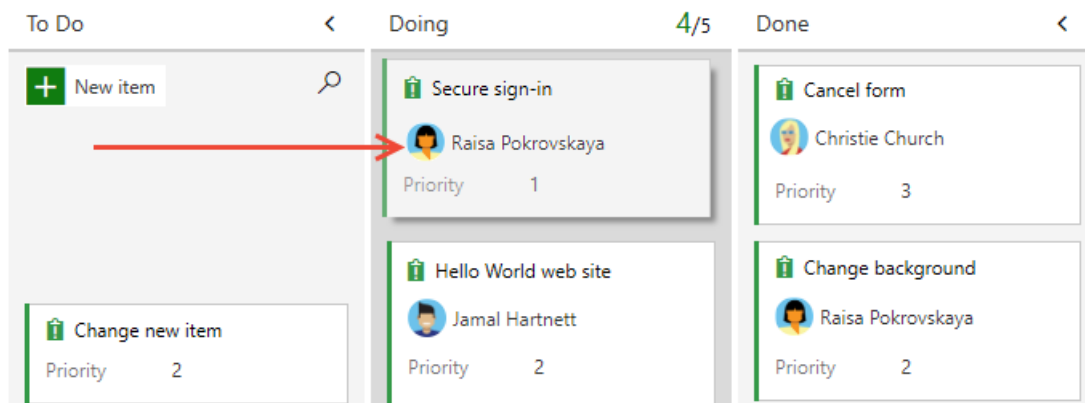 To Do
New item
Change new item
Priority 2
Doing 4/5
Secure sign-in
Raisa Pokrovskaya
Priority 1
Hello World web site
Jamal Hartnett
Priority 2
Done
Cancel form
Christie Church
Priority 3
Change background
Raisa Pokrovskaya
Priority 2